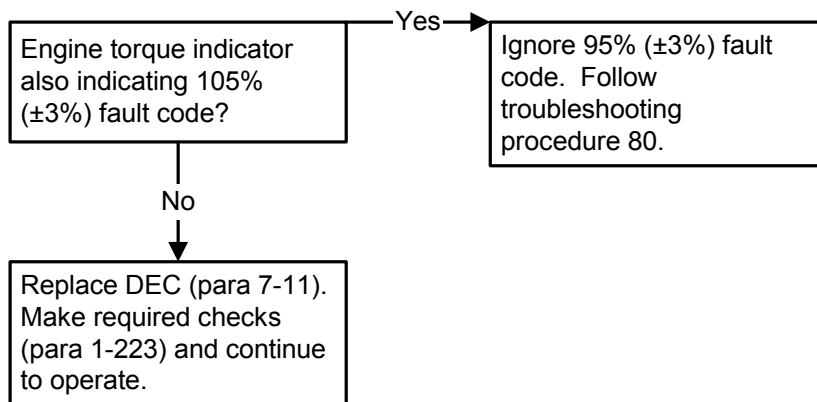 Engine torque indicator
also indicating 105%
(±3%) fault code?
Yes
Ignore 95% (±3%) fault
code.  Follow
troubleshooting
procedure 80.
No
Replace DEC (para 7-11).
Make required checks
(para 1-223) and continue
to operate.